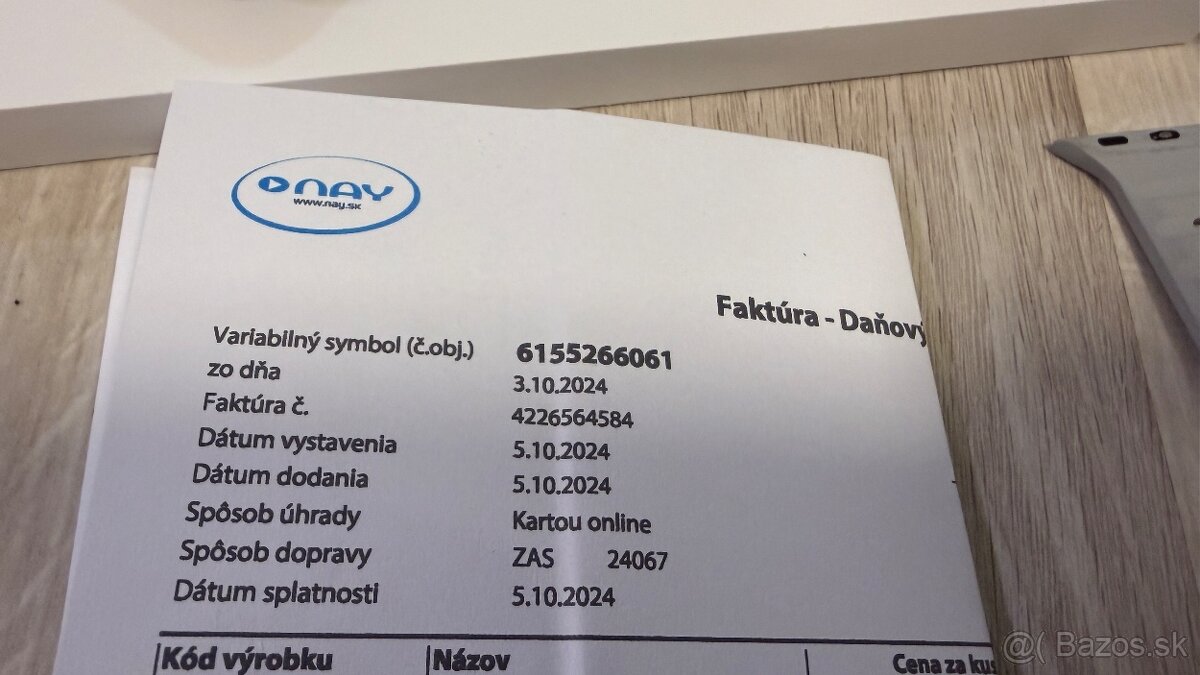 NAY
www.nay.sk
Faktúra - Daňový
Variabilný symbol (č.obj.) 6155266061
zo dňa 3.10.2024
Faktúra č. 4226564584
Dátum vystavenia 5.10.2024
Dátum dodania 5.10.2024
Spôsob úhrady Kartou online
Spôsob dopravy ZAS 24067
Dátum splatnosti 5.10.2024
Kód výrobku Názov Cena za kus
@( Bazos.sk